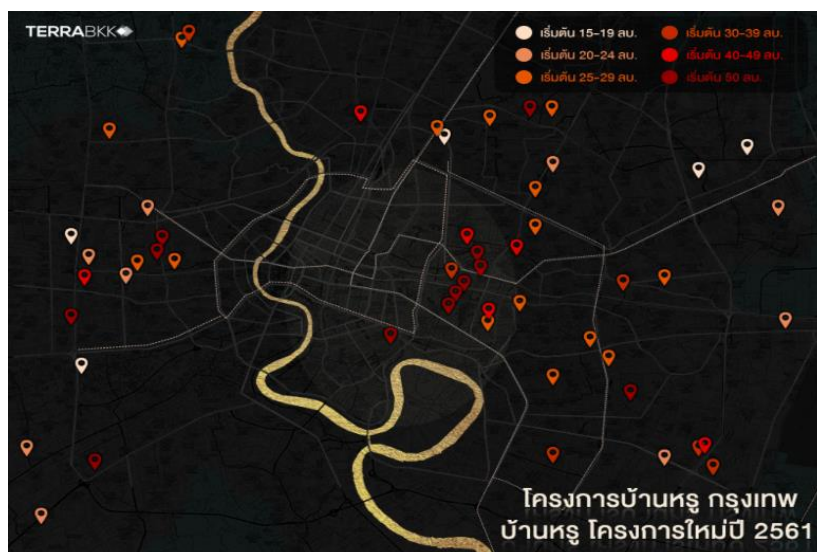 TERRABKK
เริ่มต้น 15-19 ลบ.
เริ่มต้น 20-24 ลบ.
เริ่มต้น 25-29 ลบ.
เริ่มต้น 30-39 ลบ.
เริ่มต้น 40-49 ลบ.
เริ่มต้น 50 ลบ.
โครงการบ้านหรู กรุงเทพ
บ้านหรู โครงการใหม่ปี 2561